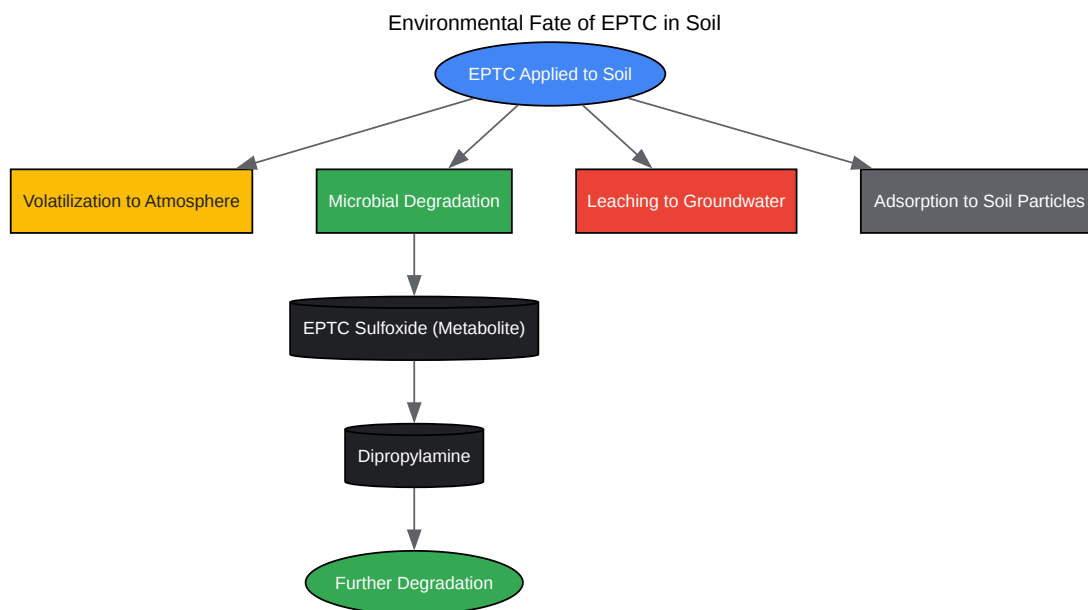 Environmental Fate of EPTC in Soil
EPTC Applied to Soil
Volatilization to Atmosphere
Microbial Degradation
Leaching to Groundwater
Adsorption to Soil Particles
EPTC Sulfoxide (Metabolite)
Dipropylamine
Further Degradation